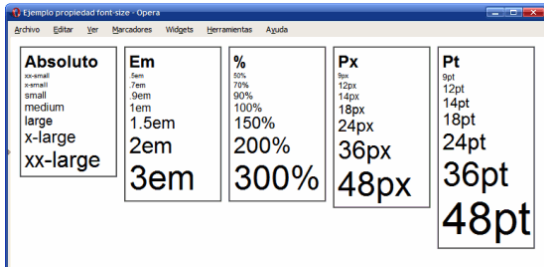 Ejemplo propiedad font-size - Opera
Archivo Editar Ver Marcadores Widgets Herramientas Ayuda
Absoluto
xx-small
x-small
small
medium
large
x-large
xx-large
Em
.5em
.7em
.9em
1em
1.5em
2em
3em
%
50%
70%
90%
100%
150%
200%
300%
Px
9px
12px
14px
18px
24px
36px
48px
Pt
9pt
12pt
14pt
18pt
24pt
36pt
48pt